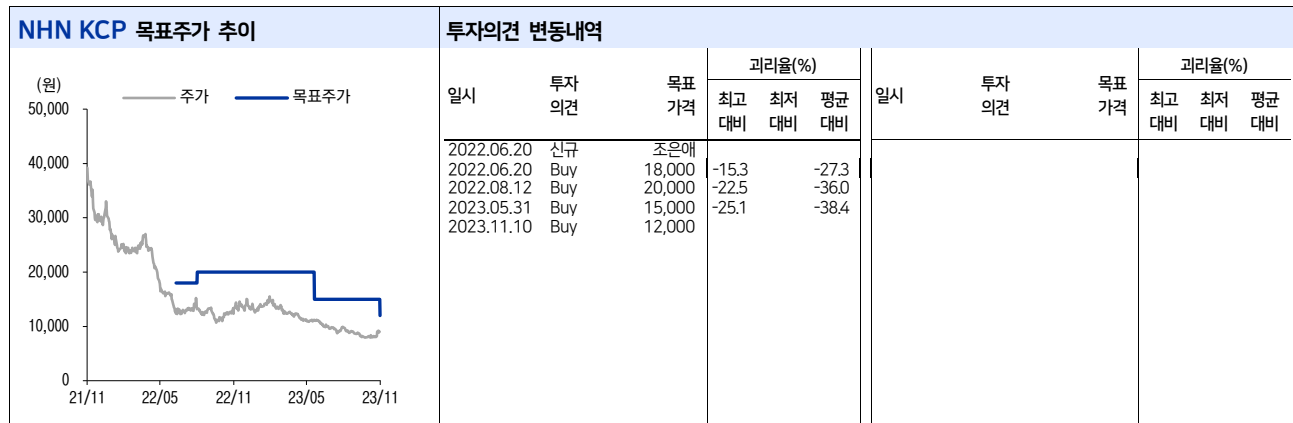 NHN KCP 목표주가 추이
(원)
주가 목표주가
50,000
40,000
30,000
20,000
10,000
0
21/11 22/05 22/11 23/05 23/11
투자의견 변동내역
일시 투자의견 목표가격 괴리율(%)
최고대비 최저대비 평균대비
일시 투자의견 목표가격 괴리율(%)
최고대비 최저대비 평균대비
2022.06.20 신규 조은애
2022.06.20 Buy 18,000 -15.3 -27.3
2022.08.12 Buy 20,000 -22.5 -36.0
2023.05.31 Buy 15,000 -25.1 -38.4
2023.11.10 Buy 12,000